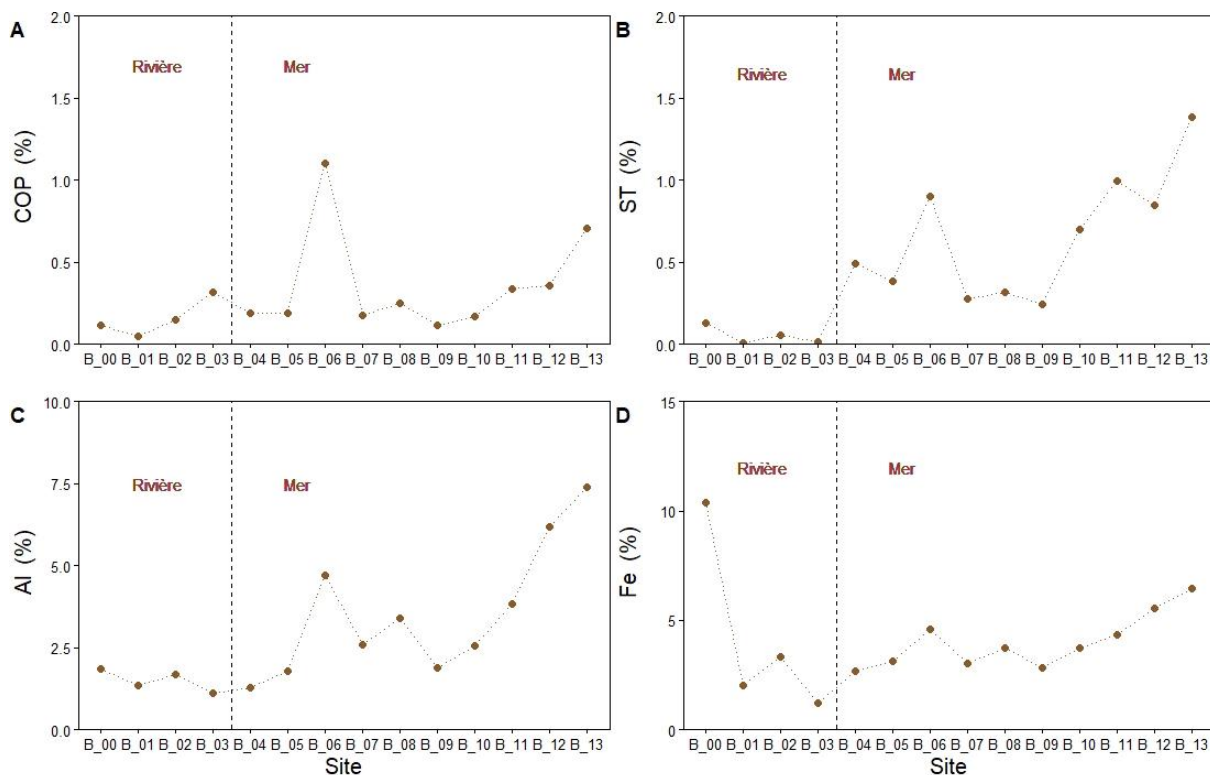 A
COP (%)
2.0
1.5
1.0
0.5
0.0
Rivière
Mer
B_00 B_01 B_02 B_03 B_04 B_05 B_06 B_07 B_08 B_09 B_10 B_11 B_12 B_13
B
ST (%)
2.0
1.5
1.0
0.5
0.0
Rivière
Mer
B_00 B_01 B_02 B_03 B_04 B_05 B_06 B_07 B_08 B_09 B_10 B_11 B_12 B_13
C
Al (%)
10.0
7.5
5.0
2.5
0.0
Rivière
Mer
B_00 B_01 B_02 B_03 B_04 B_05 B_06 B_07 B_08 B_09 B_10 B_11 B_12 B_13
Site
D
Fe (%)
15
10
5
0
Rivière
Mer
B_00 B_01 B_02 B_03 B_04 B_05 B_06 B_07 B_08 B_09 B_10 B_11 B_12 B_13
Site